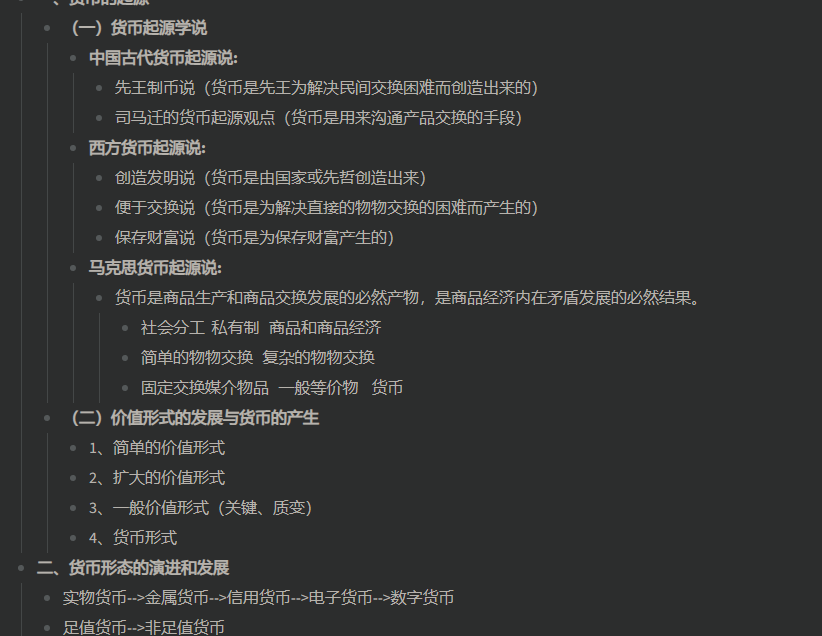 、货币的起源
（一）货币起源学说
中国古代货币起源说:
先王制币说（货币是先王为解决民间交换困难而创造出来的）
司马迁的货币起源观点（货币是用来沟通产品交换的手段）
西方货币起源说:
创造发明说（货币是由国家或先哲创造出来）
便于交换说（货币是为解决直接的物物交换的困难而产生的）
保存财富说（货币是为保存财富产生的）
马克思货币起源说:
货币是商品生产和商品交换发展的必然产物，是商品经济内在矛盾发展的必然结果。
社会分工 私有制  商品和商品经济
简单的物物交换  复杂的物物交换
固定交换媒介物品  一般等价物   货币
（二）价值形式的发展与货币的产生
1、简单的价值形式
2、扩大的价值形式
3、一般价值形式（关键、质变）
4、货币形式
二、货币形态的演进和发展
实物货币-->金属货币-->信用货币-->电子货币-->数字货币
足值货币-->非足值货币